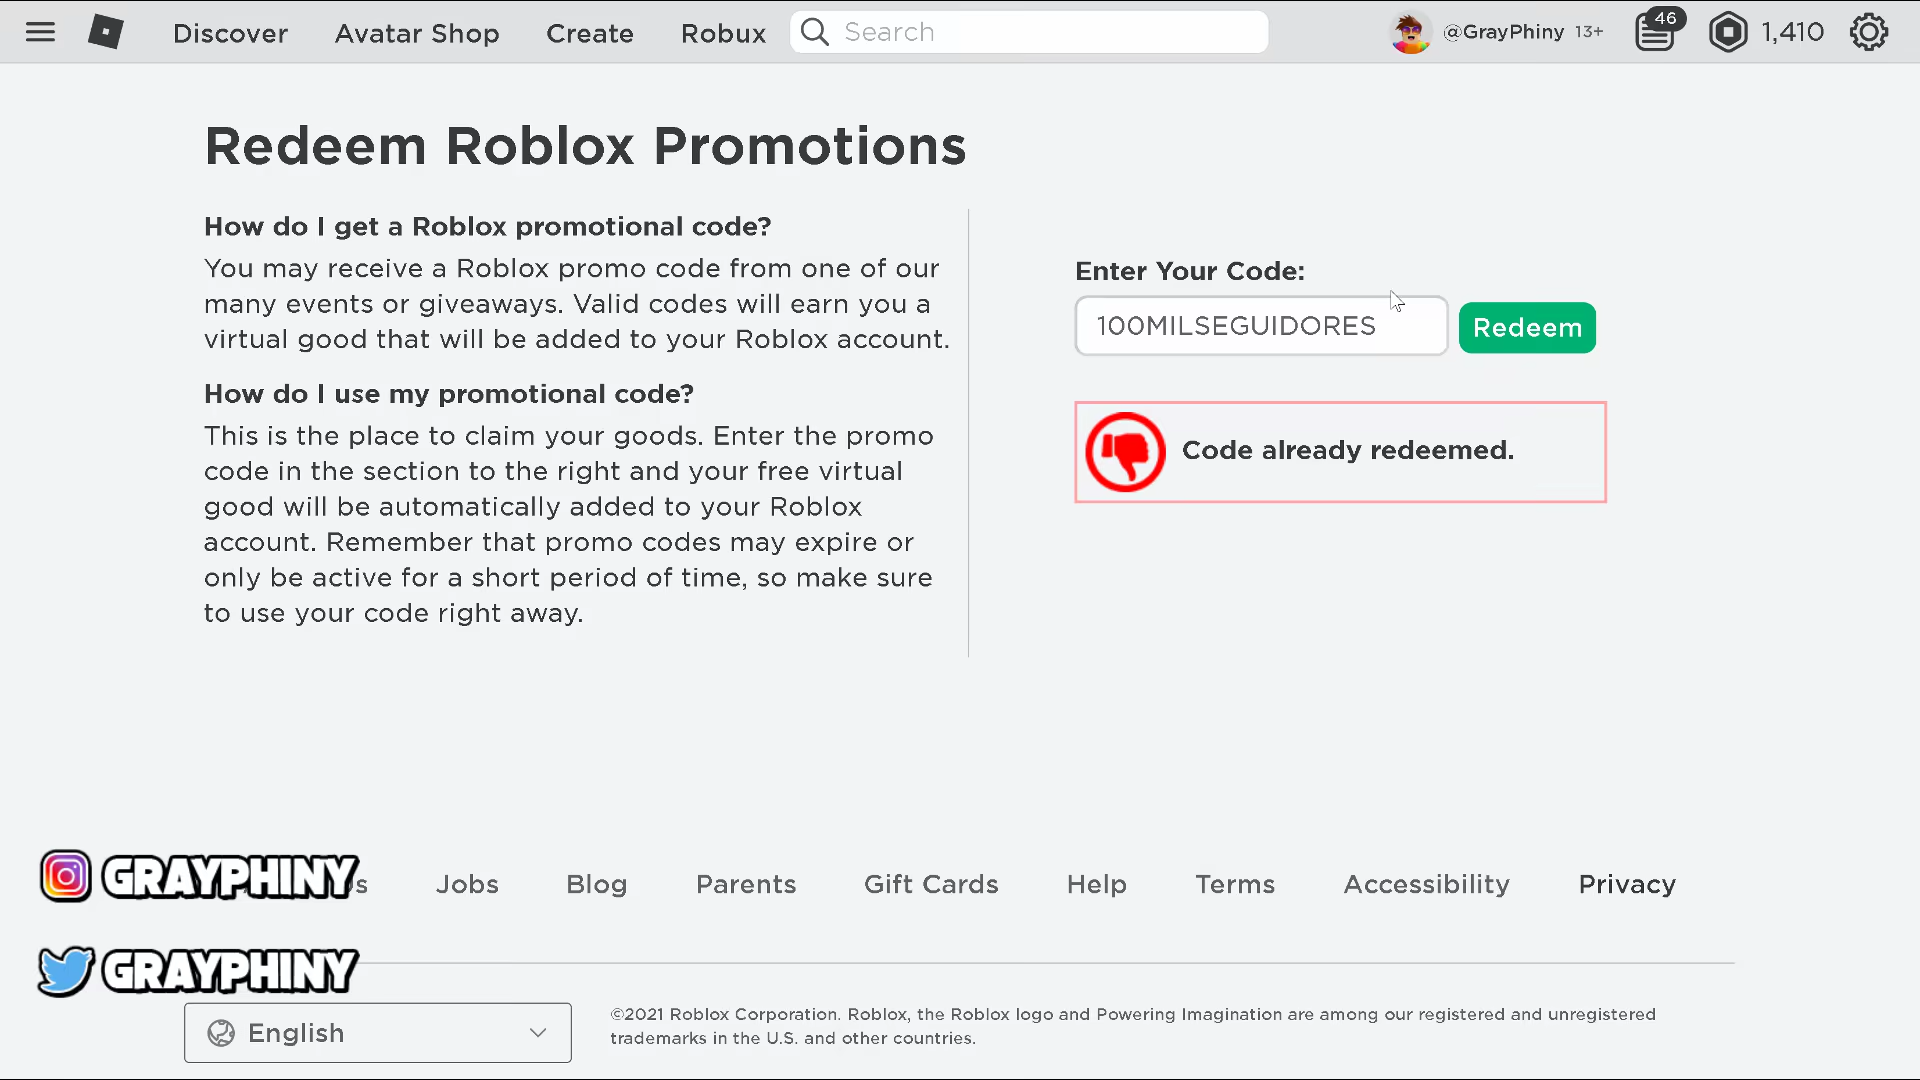 Discover
Avatar Shop
Create
Robux
Search
@GrayPhiny 13+
46
1,410
Redeem Roblox Promotions
How do I get a Roblox promotional code?
You may receive a Roblox promo code from one of our
many events or giveaways. Valid codes will earn you a
virtual good that will be added to your Roblox account.
How do I use my promotional code?
This is the place to claim your goods. Enter the promo
code in the section to the right and your free virtual
good will be automatically added to your Roblox
account. Remember that promo codes may expire or
only be active for a short period of time, so make sure
to use your code right away.
Enter Your Code:
100MILSEGUIDORES
Redeem
Code already redeemed.
GRAYPHINY
Jobs
Blog
Parents
Gift Cards
Help
Terms
Accessibility
Privacy
GRAYPHINY
English
©2021 Roblox Corporation. Roblox, the Roblox logo and Powering Imagination are among our registered and unregistered
trademarks in the U.S. and other countries.